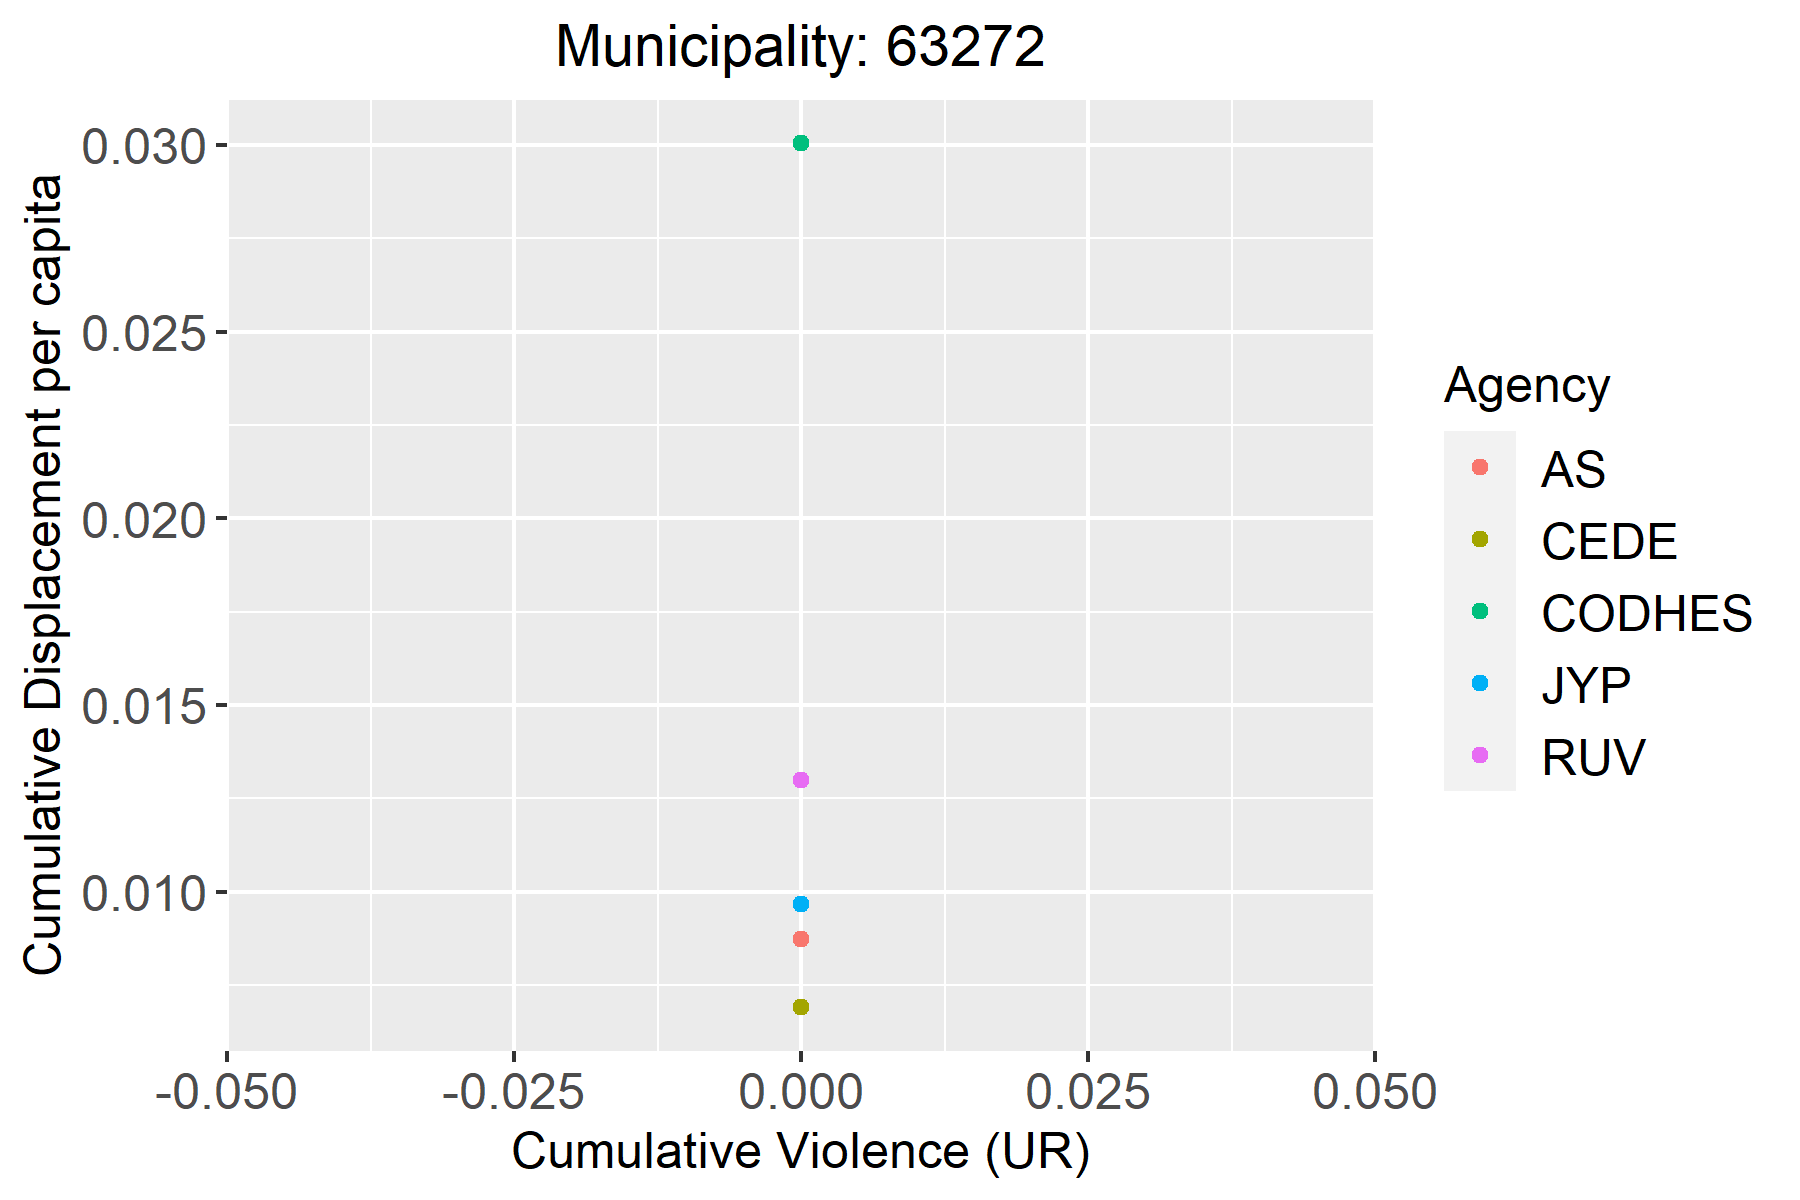 Municipality: 63272
Cumulative Displacement per capita
0.030
0.025
0.020
0.015
0.010
-0.050 -0.025 0.000 0.025 0.050
Cumulative Violence (UR)
Agency
AS
CEDE
CODHES
JYP
RUV